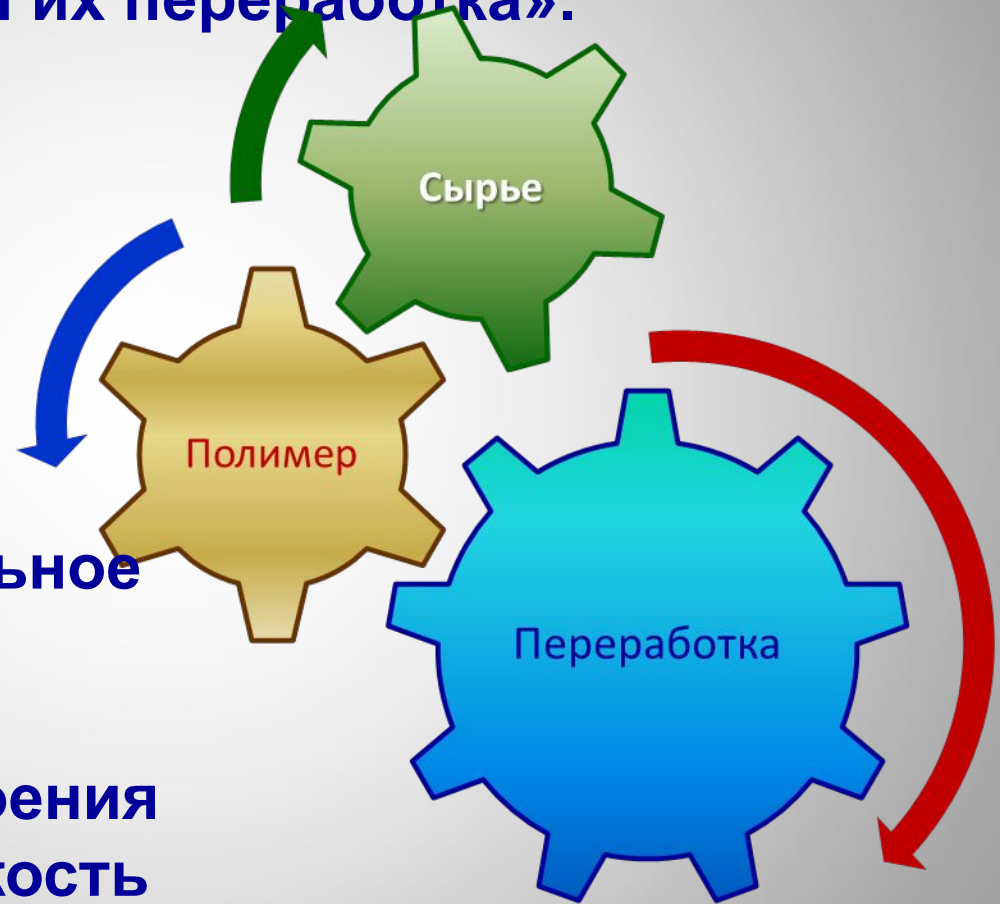 их переработка».
Сырье
Полимер
ьное
Переработка
рения
кость